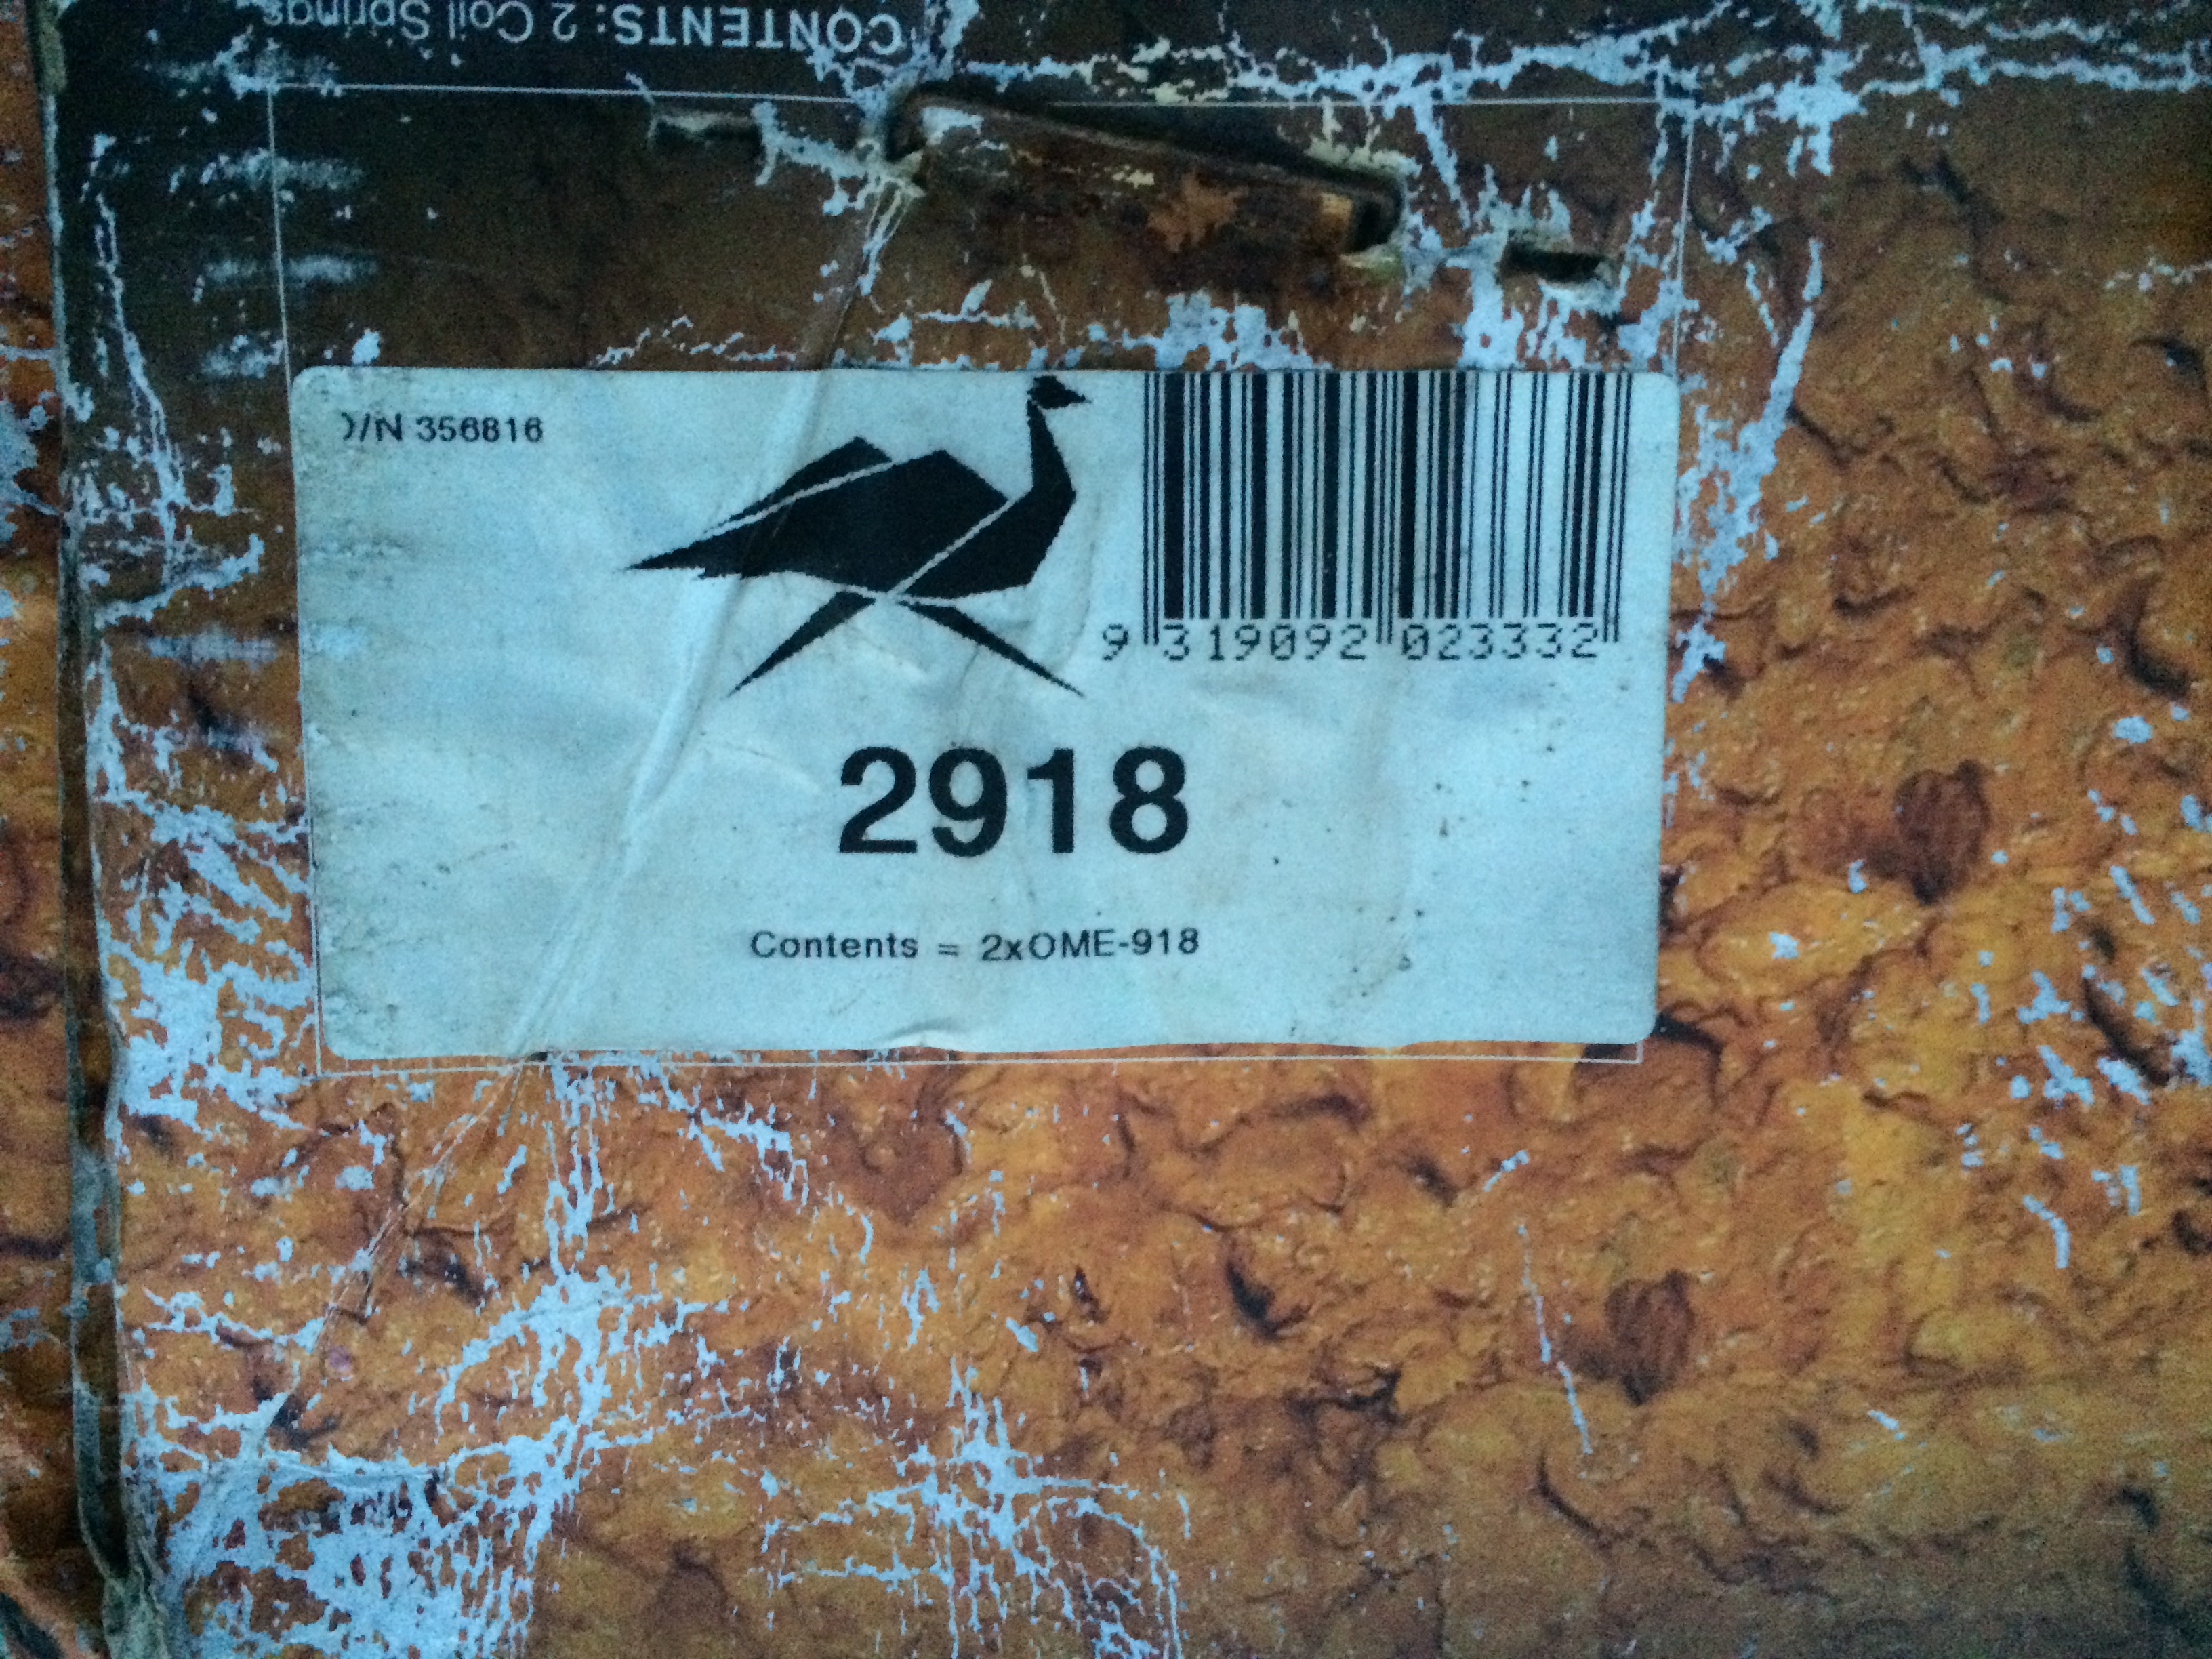 CONTENTS: 2 Coil Springs
/N 356816
9 319092 023332
2918
Contents = 2xOME-918